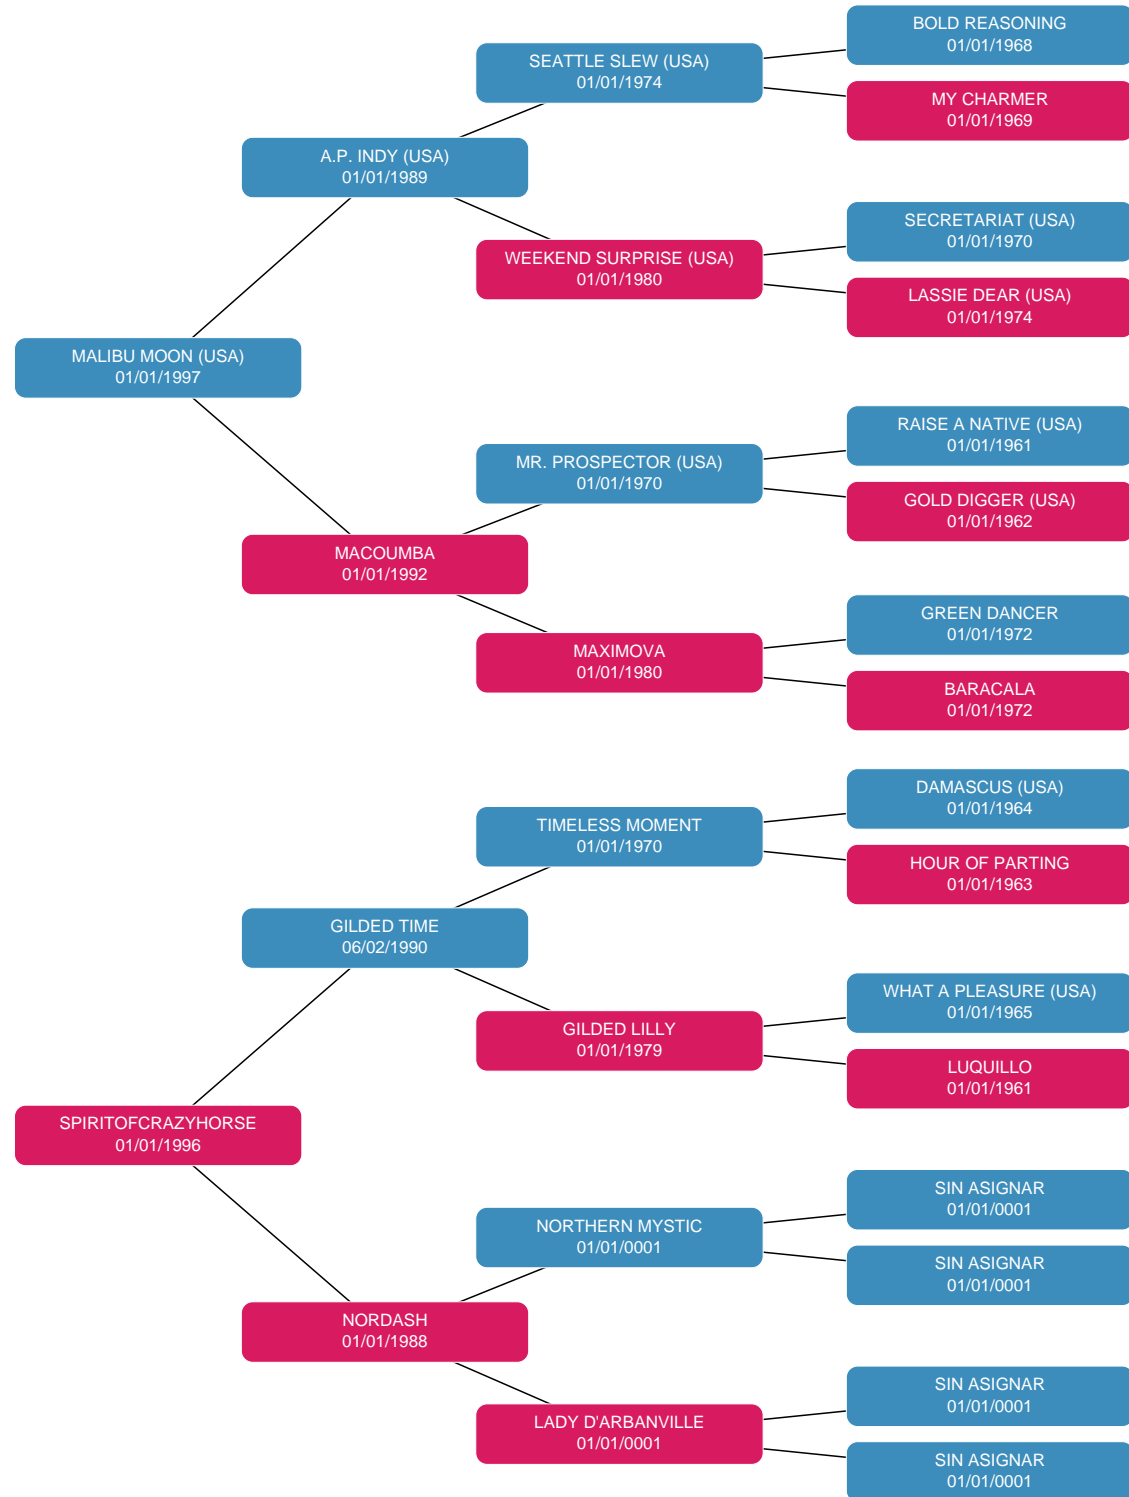 BOLD REASONING
01/01/1968
SEATTLE SLEW (USA)
01/01/1974
MY CHARMER
01/01/1969
A.P. INDY (USA)
01/01/1989
SECRETARIAT (USA)
01/01/1970
WEEKEND SURPRISE (USA)
01/01/1980
LASSIE DEAR (USA)
01/01/1974
MALIBU MOON (USA)
01/01/1997
RAISE A NATIVE (USA)
01/01/1961
MR. PROSPECTOR (USA)
01/01/1970
GOLD DIGGER (USA)
01/01/1962
MACOUMBA
01/01/1992
GREEN DANCER
01/01/1972
MAXIMOVA
01/01/1980
BARACALA
01/01/1972
DAMASCUS (USA)
01/01/1964
TIMELESS MOMENT
01/01/1970
HOUR OF PARTING
01/01/1963
GILDED TIME
06/02/1990
WHAT A PLEASURE (USA)
01/01/1965
GILDED LILLY
01/01/1979
LUQUILLO
01/01/1961
SPIRITOFCRAZYHORSE
01/01/1996
SIN ASIGNAR
01/01/0001
NORTHERN MYSTIC
01/01/0001
SIN ASIGNAR
01/01/0001
NORDASH
01/01/1988
SIN ASIGNAR
01/01/0001
LADY D'ARBANVILLE
01/01/0001
SIN ASIGNAR
01/01/0001